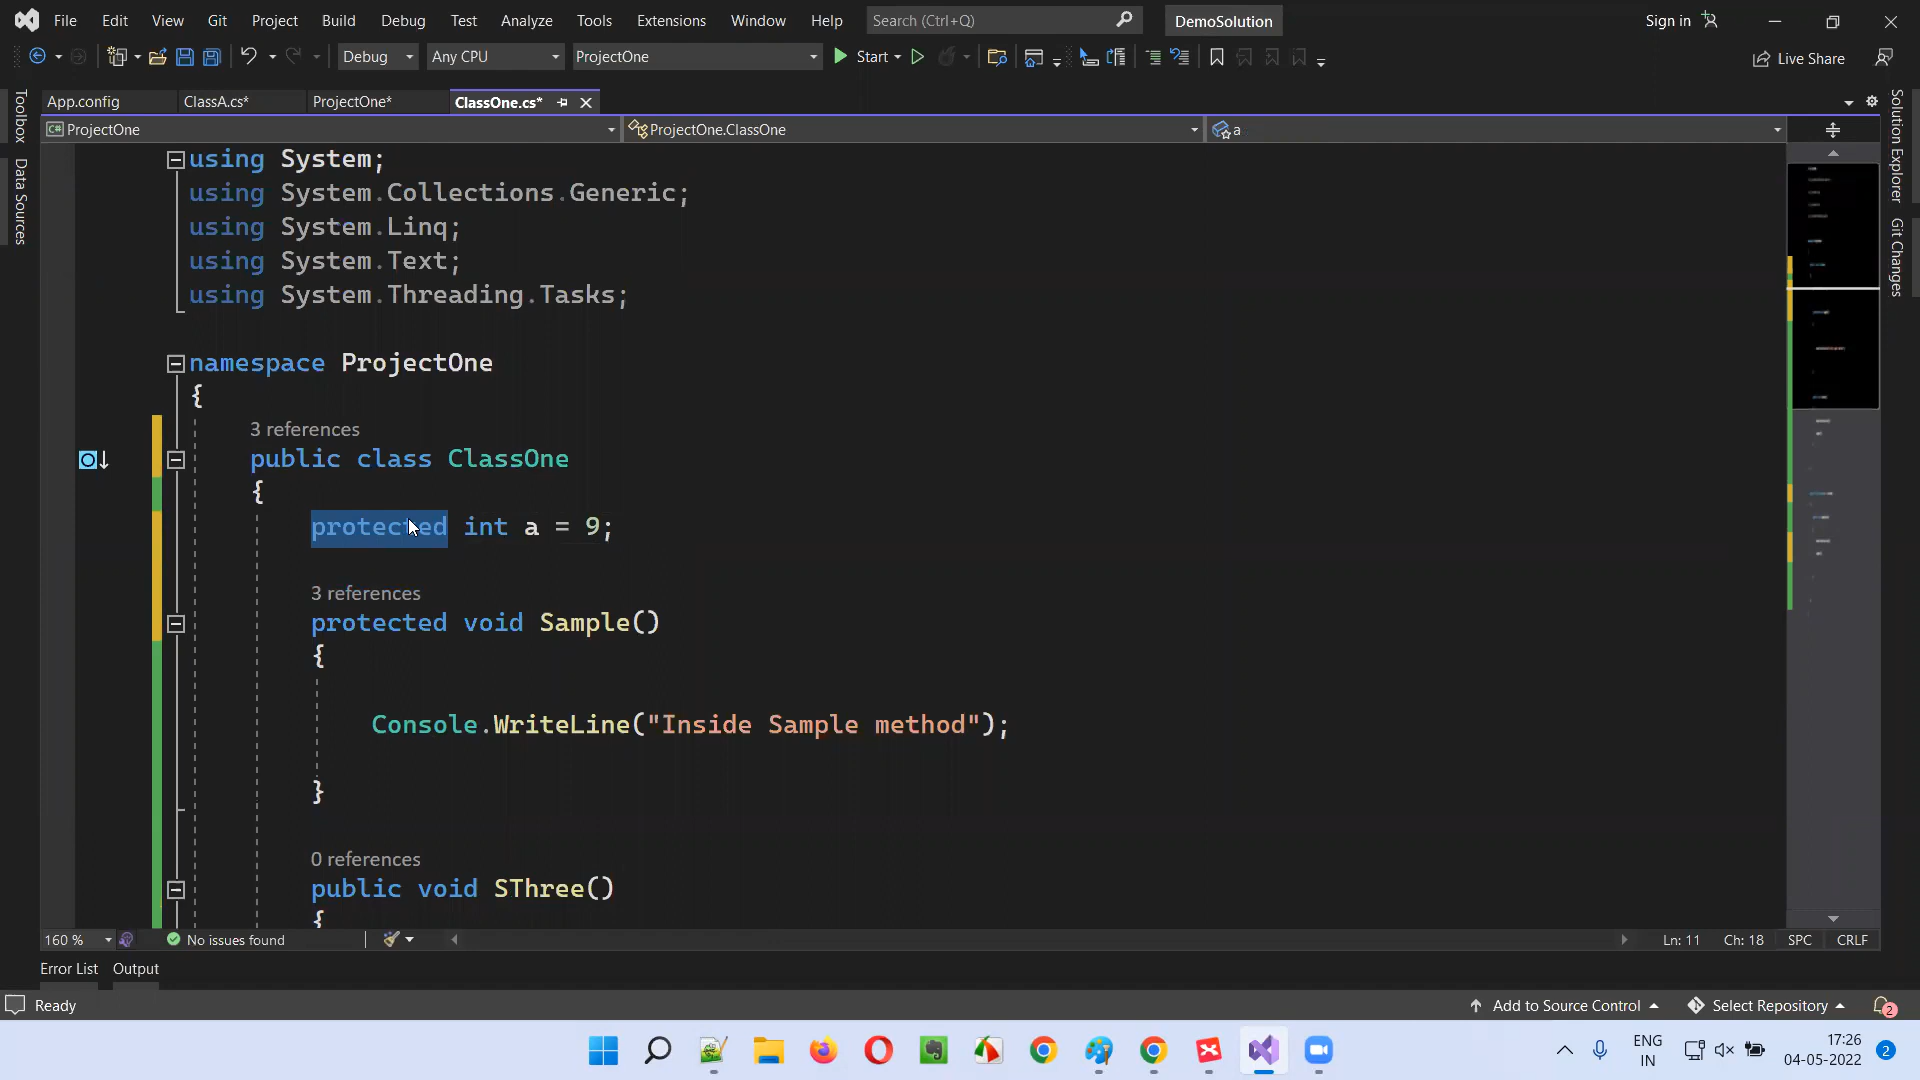 File Edit View Git Project Build Debug Test Analyze Tools Extensions Window Help Search (Ctrl+Q) DemoSolution Sign in
Debug Any CPU ProjectOne Start Live Share
App.config ClassA.cs* ProjectOne* ClassOne.cs*
ProjectOne ProjectOne.ClassOne a
Toolbox
Data Sources
Solution Explorer
Git Changes
using System;
using System.Collections.Generic;
using System.Linq;
using System.Text;
using System.Threading.Tasks;
namespace ProjectOne
{
3 references
public class ClassOne
{
protected int a = 9;
3 references
protected void Sample()
{
Console.WriteLine("Inside Sample method");
}
0 references
public void SThree()
{
160 % No issues found Ln: 11 Ch: 18 SPC CRLF
Error List Output
Ready Add to Source Control Select Repository 2
ENG
IN
17:26
04-05-2022
2